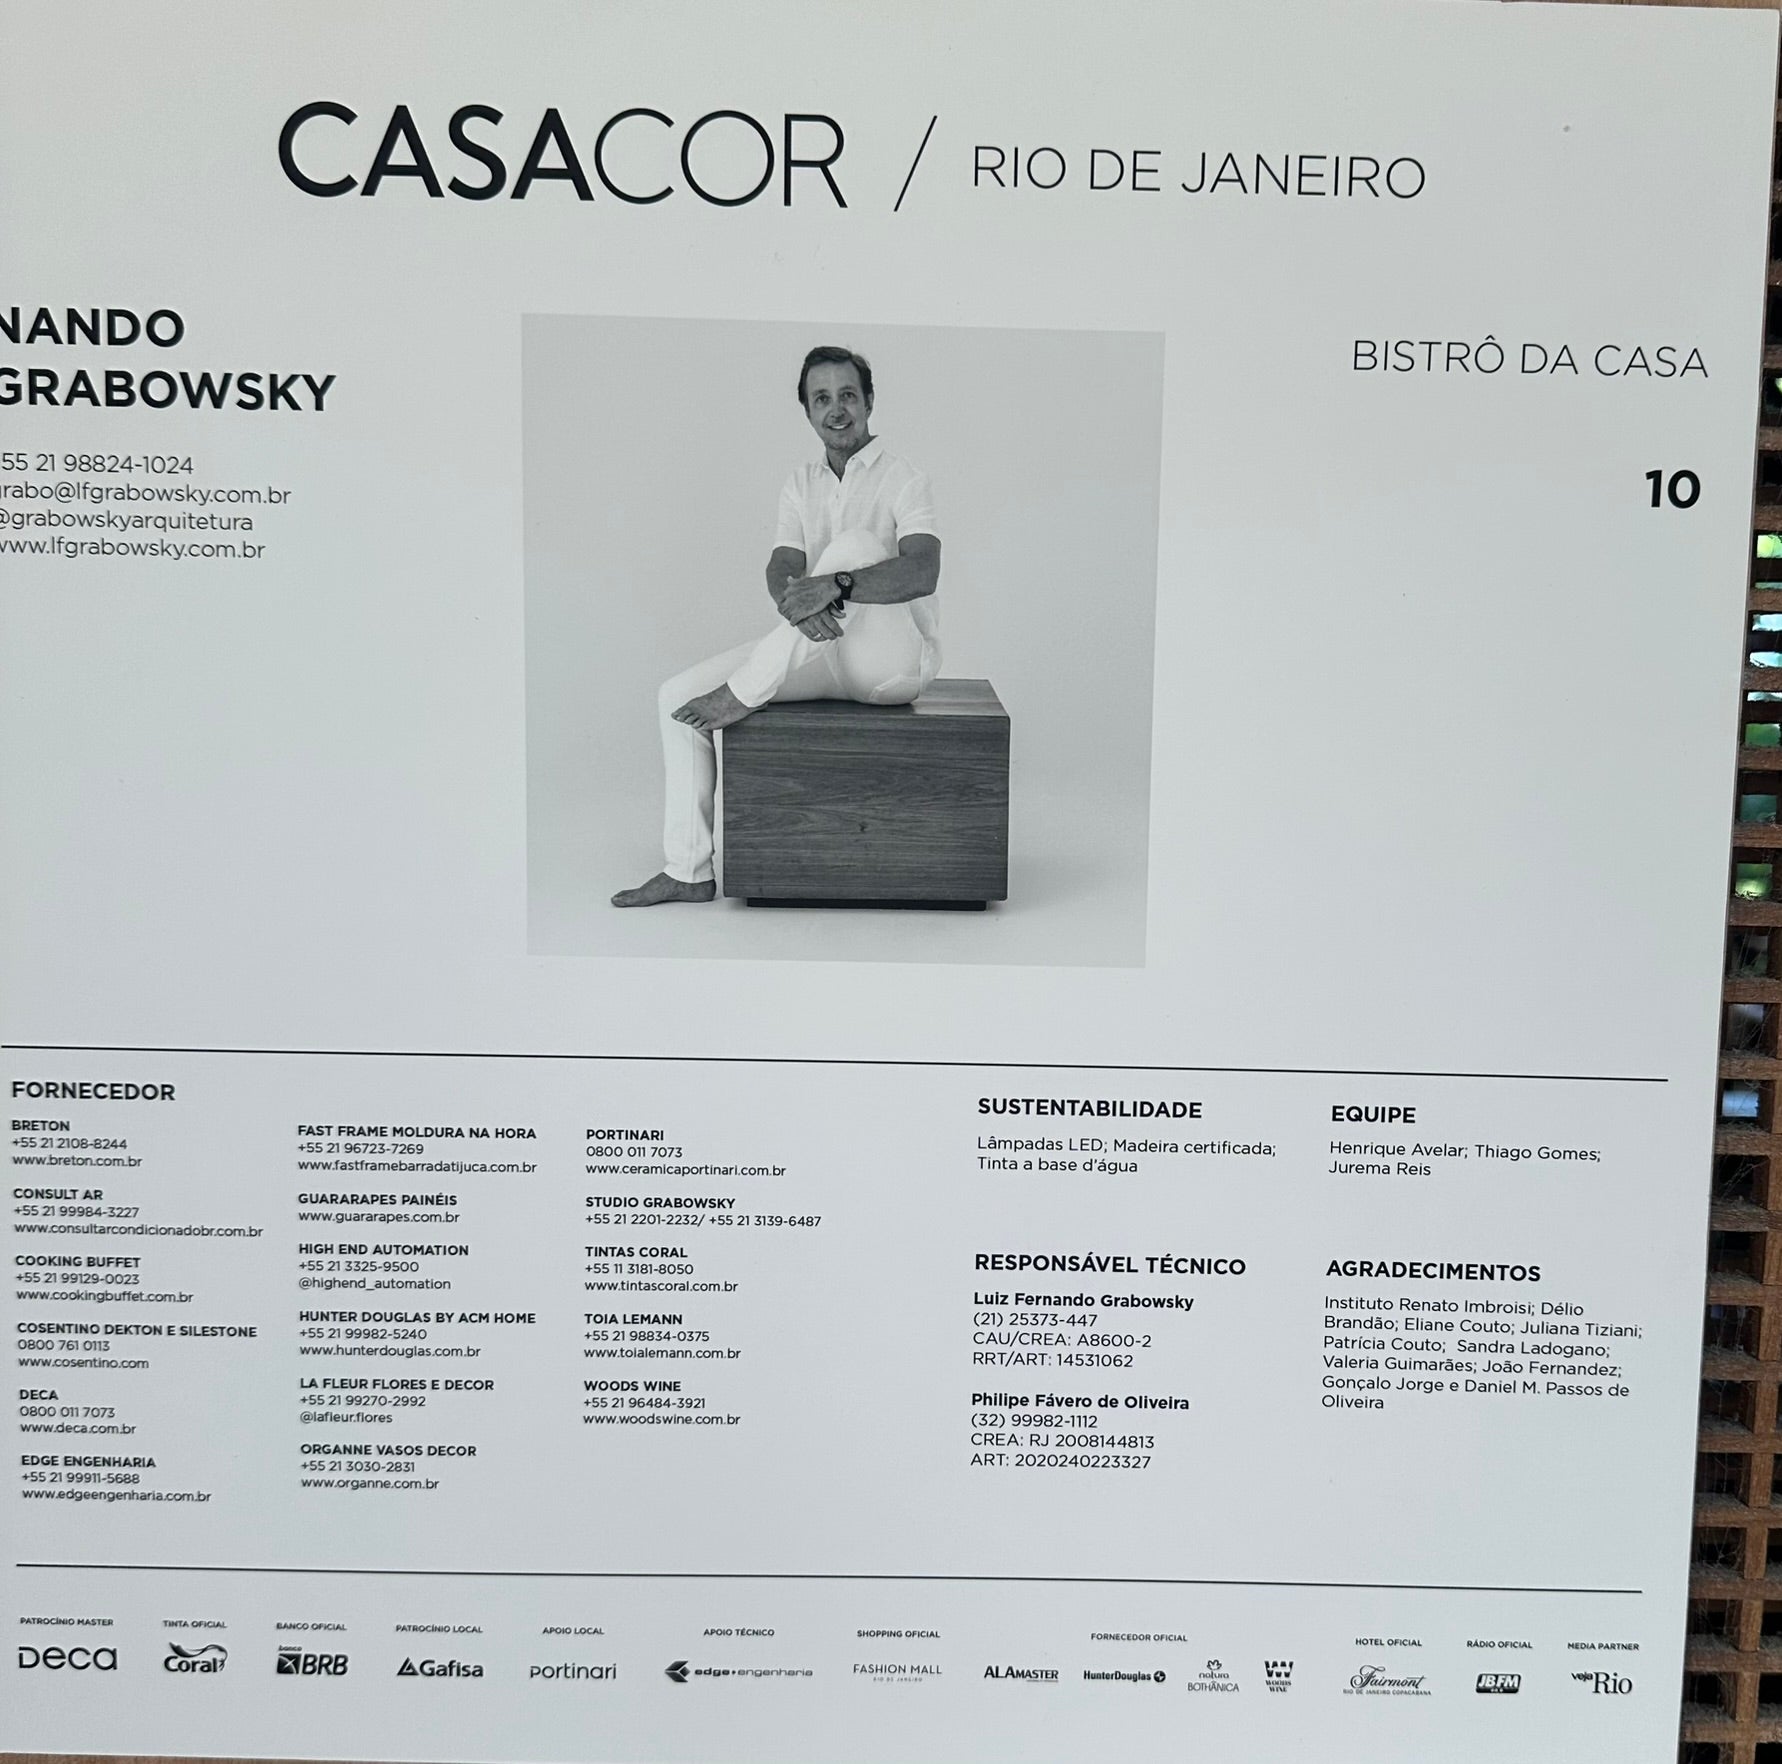 CASACOR / RIO DE JANEIRO
NANDO
GRABOWSKY
55 21 98824-1024
grabo@lfgrabowsky.com.br
@grabowskyarquitetura
www.lfgrabowsky.com.br
BISTRÔ DA CASA
10
FORNECEDOR
BRETON
+55 21 2108-8244
www.breton.com.br
CONSULT AR
+55 21 99984-3227
www.consultarcondicionadobr.com.br
COOKING BUFFET
+55 21 99129-0023
www.cookingbuffet.com.br
COSENTINO DEKTON E SILESTONE
0800 761 0113
www.cosentino.com
DECA
0800 011 7073
www.deca.com.br
EDGE ENGENHARIA
+55 21 99911-5688
www.edgeengenharia.com.br
FAST FRAME MOLDURA NA HORA
+55 21 96723-7269
www.fastframebarradatijuca.com.br
GUARARAPES PAINÉIS
www.guararapes.com.br
HIGH END AUTOMATION
+55 21 3325-9500
@highend_automation
HUNTER DOUGLAS BY ACM HOME
+55 21 99982-5240
www.hunterdouglas.com.br
LA FLEUR FLORES E DECOR
+55 21 99270-2992
@lafleur.flores
ORGANNE VASOS DECOR
+55 21 3030-2831
www.organne.com.br
PORTINARI
0800 011 7073
www.ceramicaportinari.com.br
STUDIO GRABOWSKY
+55 21 2201-2232/ +55 21 3139-6487
TINTAS CORAL
+55 11 3181-8050
www.tintascoral.com.br
TOIA LEMANN
+55 21 98834-0375
www.toialemann.com.br
WOODS WINE
+55 21 96484-3921
www.woodswine.com.br
SUSTENTABILIDADE
Lâmpadas LED; Madeira certificada;
Tinta a base d'água
EQUIPE
Henrique Avelar; Thiago Gomes;
Jurema Reis
RESPONSÁVEL TÉCNICO
Luiz Fernando Grabowsky
(21) 25373-447
CAU/CREA: A8600-2
RRT/ART: 14531062
Philipe Fávero de Oliveira
(32) 99982-1112
CREA: RJ 2008144813
ART: 2020240223327
AGRADECIMENTOS
Instituto Renato Imbroisi; Délio
Brandão; Eliane Couto; Juliana Tiziani;
Patrícia Couto; Sandra Ladogano;
Valeria Guimarães; João Fernandez;
Gonçalo Jorge e Daniel M. Passos de
Oliveira
PATROCÍNIO MASTER
Deca
TINTA OFICIAL
Coral
BANCO OFICIAL
banco
BRB
PATROCÍNIO LOCAL
Gafisa
APOIO LOCAL
portinari
APOIO TÉCNICO
edge engenharia
SHOPPING OFICIAL
FASHION MALL
RIO DE JANEIRO
FORNECEDOR OFICIAL
ALAMASTER
HunterDouglas
natura
BOTHÂNICA
WOODS
WINE
HOTEL OFICIAL
Fairmont
RIO DE JANEIRO COPACABANA
RÁDIO OFICIAL
JBFM
MEDIA PARTNER
veja Rio